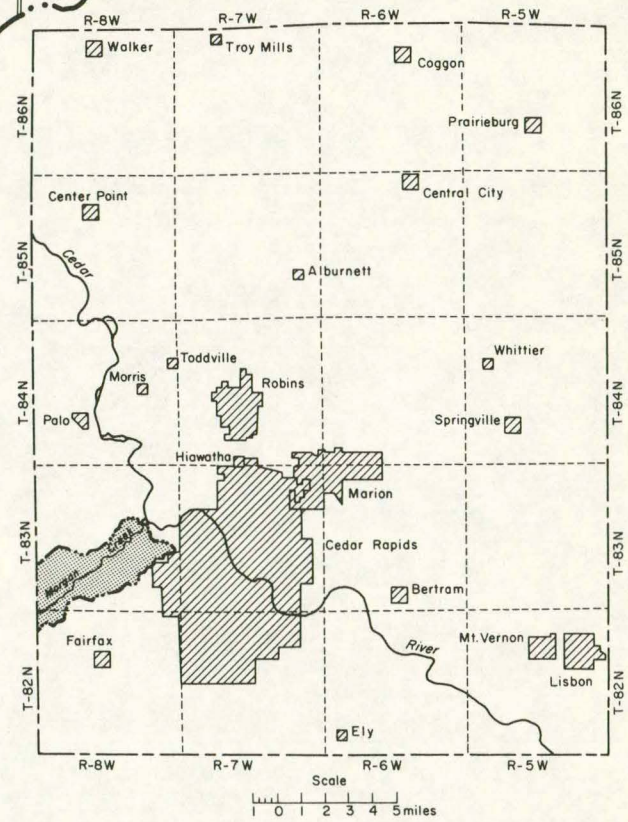 R-8W R-7W R-6W R-5W
Walker
Troy Mills
Coggon
T-86N
T-86N
Prairieburg
Central City
Center Point
Cedar
T-85N
T-85N
Alburnett
Toddville
Whittier
Morris
Robins
T-84N
T-84N
Palo
Springville
Hiawatha
Marion
T-83N
T-83N
Cedar Rapids
Morgan Creek
Bertram
Fairfax
River
Mt. Vernon
Lisbon
T-82N
T-82N
Ely
R-8W R-7W R-6W R-5W
Scale
1 0 1 2 3 4 5 miles